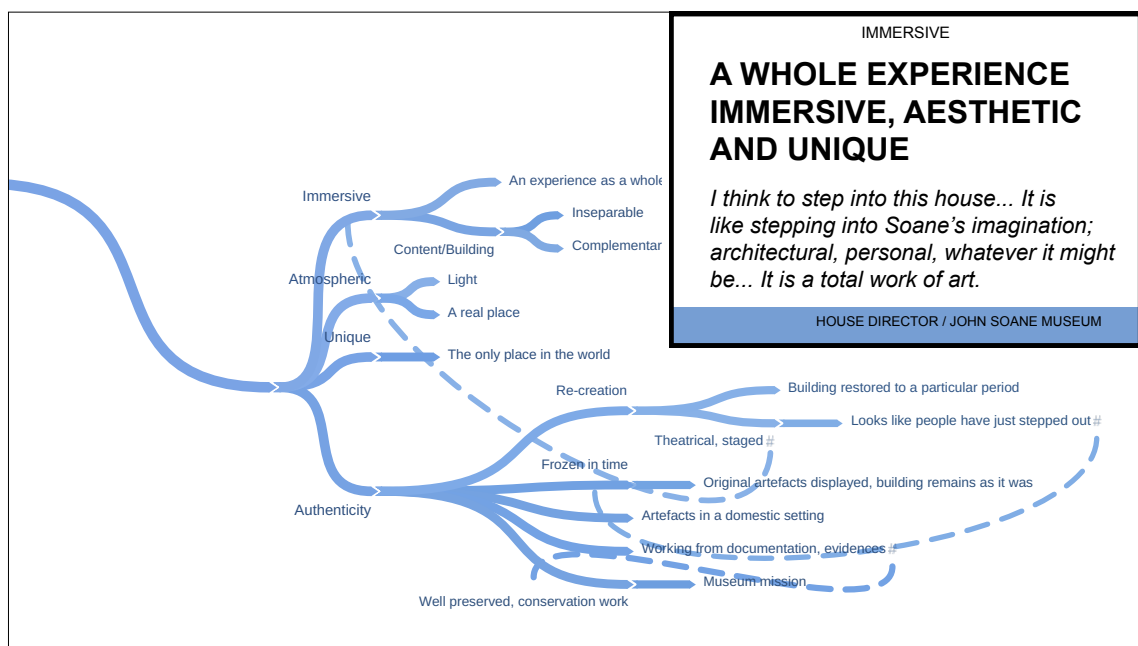 IMMERSIVE
A WHOLE EXPERIENCE
IMMERSIVE, AESTHETIC
AND UNIQUE
I think to step into this house... It is
like stepping into Soane’s imagination;
architectural, personal, whatever it might
be... It is a total work of art.
HOUSE DIRECTOR / JOHN SOANE MUSEUM
Immersive
An experience as a whole
Content/Building
Inseparable
Complementar
Atmospheric
Light
A real place
Unique
The only place in the world
Authenticity
Re-creation
Building restored to a particular period
Looks like people have just stepped out#
Theatrical, staged#
Frozen in time
Original artefacts displayed, building remains as it was
Artefacts in a domestic setting
Working from documentation, evidences#
Well preserved, conservation work
Museum mission